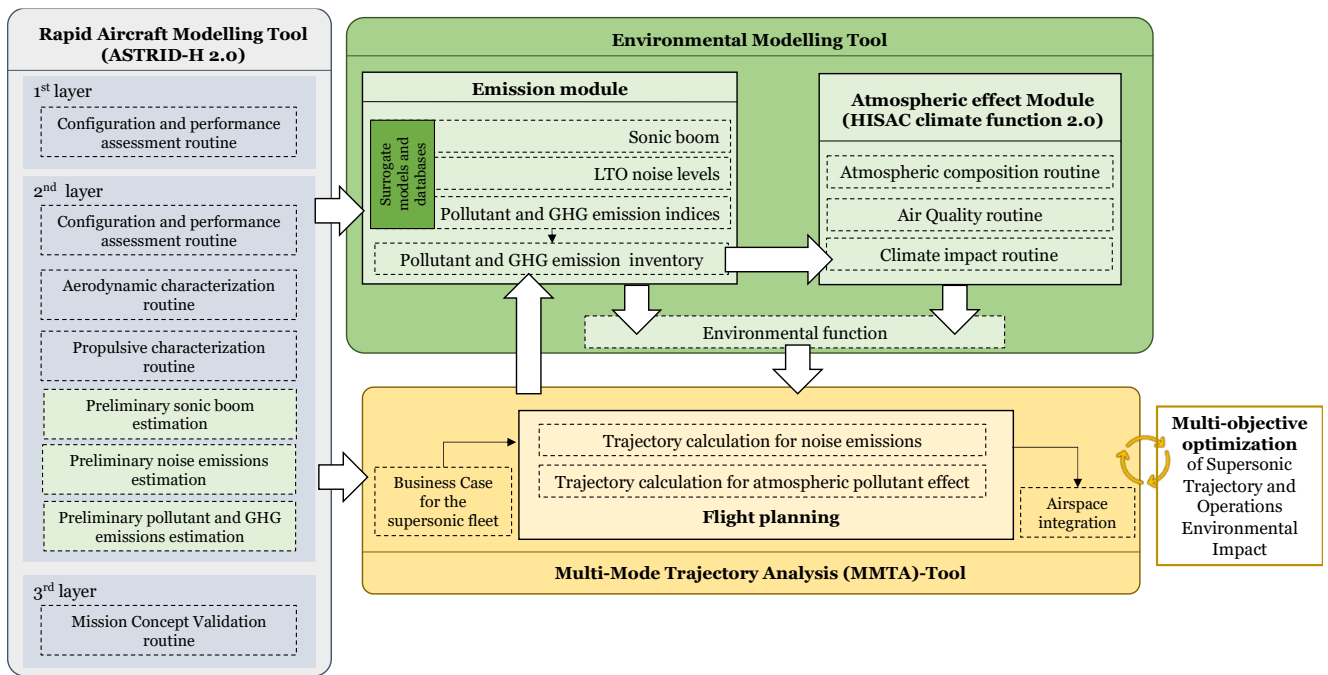 Rapid Aircraft Modelling Tool
(ASTRID-H 2.0)
1st layer
Configuration and performance
assessment routine
2nd layer
Configuration and performance
assessment routine
Aerodynamic characterization
routine
Propulsive characterization
routine
Preliminary sonic boom
estimation
Preliminary noise emissions
estimation
Preliminary pollutant and GHG
emissions estimation
3rd layer
Mission Concept Validation
routine
Environmental Modelling Tool
Emission module
Surrogate
models and
databases
Sonic boom
LTO noise levels
Pollutant and GHG emission indices
Pollutant and GHG emission inventory
Atmospheric effect Module
(HISAC climate function 2.0)
Atmospheric composition routine
Air Quality routine
Climate impact routine
Environmental function
Business Case
for the
supersonic fleet
Trajectory calculation for noise emissions
Trajectory calculation for atmospheric pollutant effect
Flight planning
Airspace
integration
Multi-Mode Trajectory Analysis (MMTA)-Tool
Multi-objective
optimization
of Supersonic
Trajectory and
Operations
Environmental
Impact